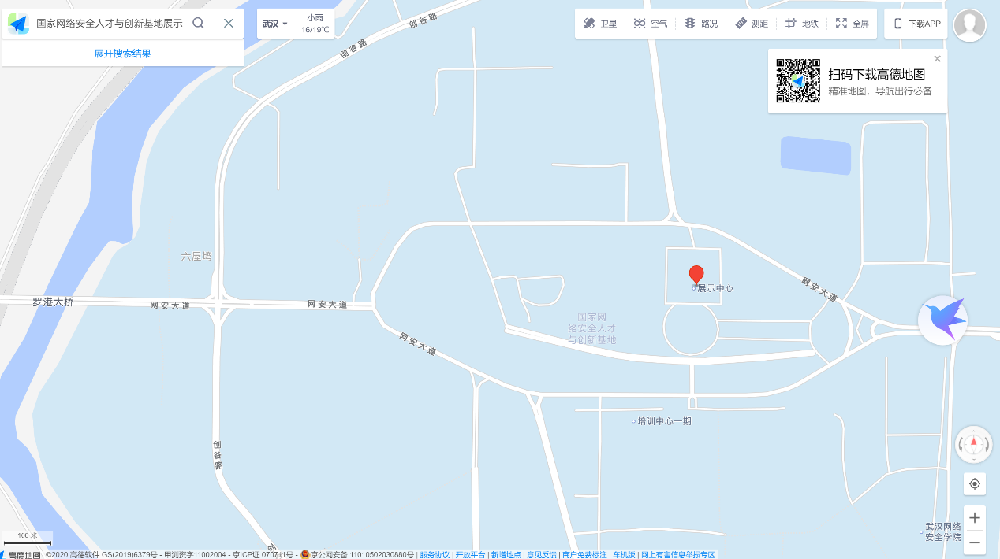 国家网络安全人才与创新基地展示
武汉
小雨
16/19℃
卫星
空气
路况
测距
地铁
全屏
下载APP
展开搜索结果
扫码下载高德地图
精准地图，导航出行必备
创谷路
创谷路
六屋塆
罗港大桥
网安大道
网安大道
网安大道
网安大道
展示中心
国家网
络安全人才
与创新基地
培训中心一期
创谷路
武汉网络
安全学院
创
100 米
高德地图 ©2020 高德软件 GS(2019)6379号 - 甲测资字11002004 - 京ICP证 070711号 - 京公网安备 11010502030880号 | 服务协议 | 开放平台 | 新增地点 | 意见反馈 | 商户免费标注 | 车机版 | 网上有害信息举报专区